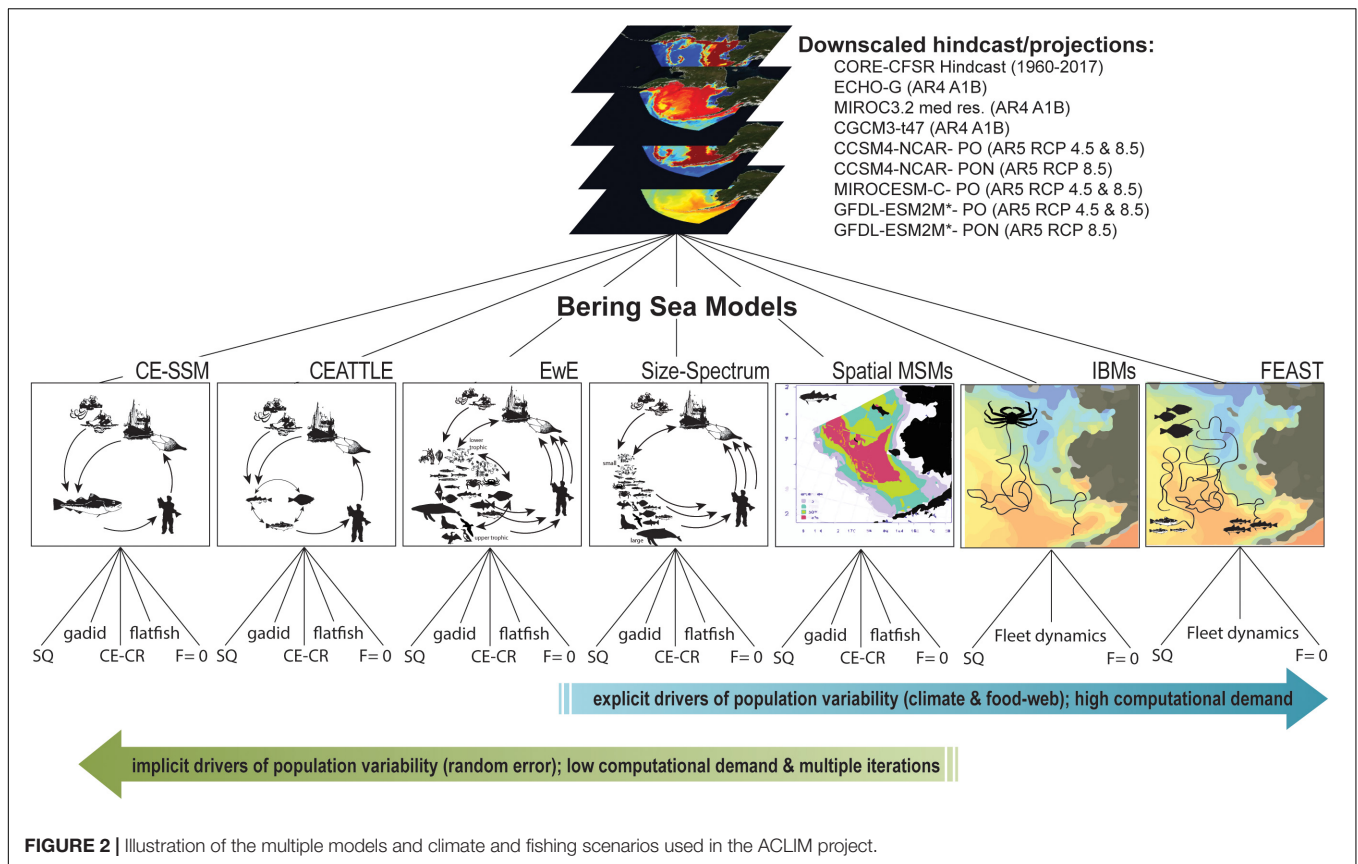 Downscaled hindcast/projections:
CORE-CFSR Hindcast (1960-2017)
ECHO-G (AR4 A1B)
MIROC3.2 med res. (AR4 A1B)
CGCM3-t47 (AR4 A1B)
CCSM4-NCAR- PO (AR5 RCP 4.5 & 8.5)
CCSM4-NCAR- PON (AR5 RCP 8.5)
MIROCESM-C- PO (AR5 RCP 4.5 & 8.5)
GFDL-ESM2M*- PO (AR5 RCP 4.5 & 8.5)
GFDL-ESM2M*- PON (AR5 RCP 8.5)
Bering Sea Models
CE-SSM
CEATTLE
EwE
Size-Spectrum
Spatial MSMs
IBMs
FEAST
lower
trophic
upper trophic
small
large
SQ gadid CE-CR flatfish F= 0
SQ gadid CE-CR flatfish F= 0
SQ gadid CE-CR flatfish F= 0
SQ gadid CE-CR flatfish F= 0
SQ gadid CE-CR flatfish F= 0
SQ Fleet dynamics F= 0
SQ Fleet dynamics F= 0
explicit drivers of population variability (climate & food-web); high computational demand
implicit drivers of population variability (random error); low computational demand & multiple iterations
FIGURE 2 | Illustration of the multiple models and climate and fishing scenarios used in the ACLIM project.